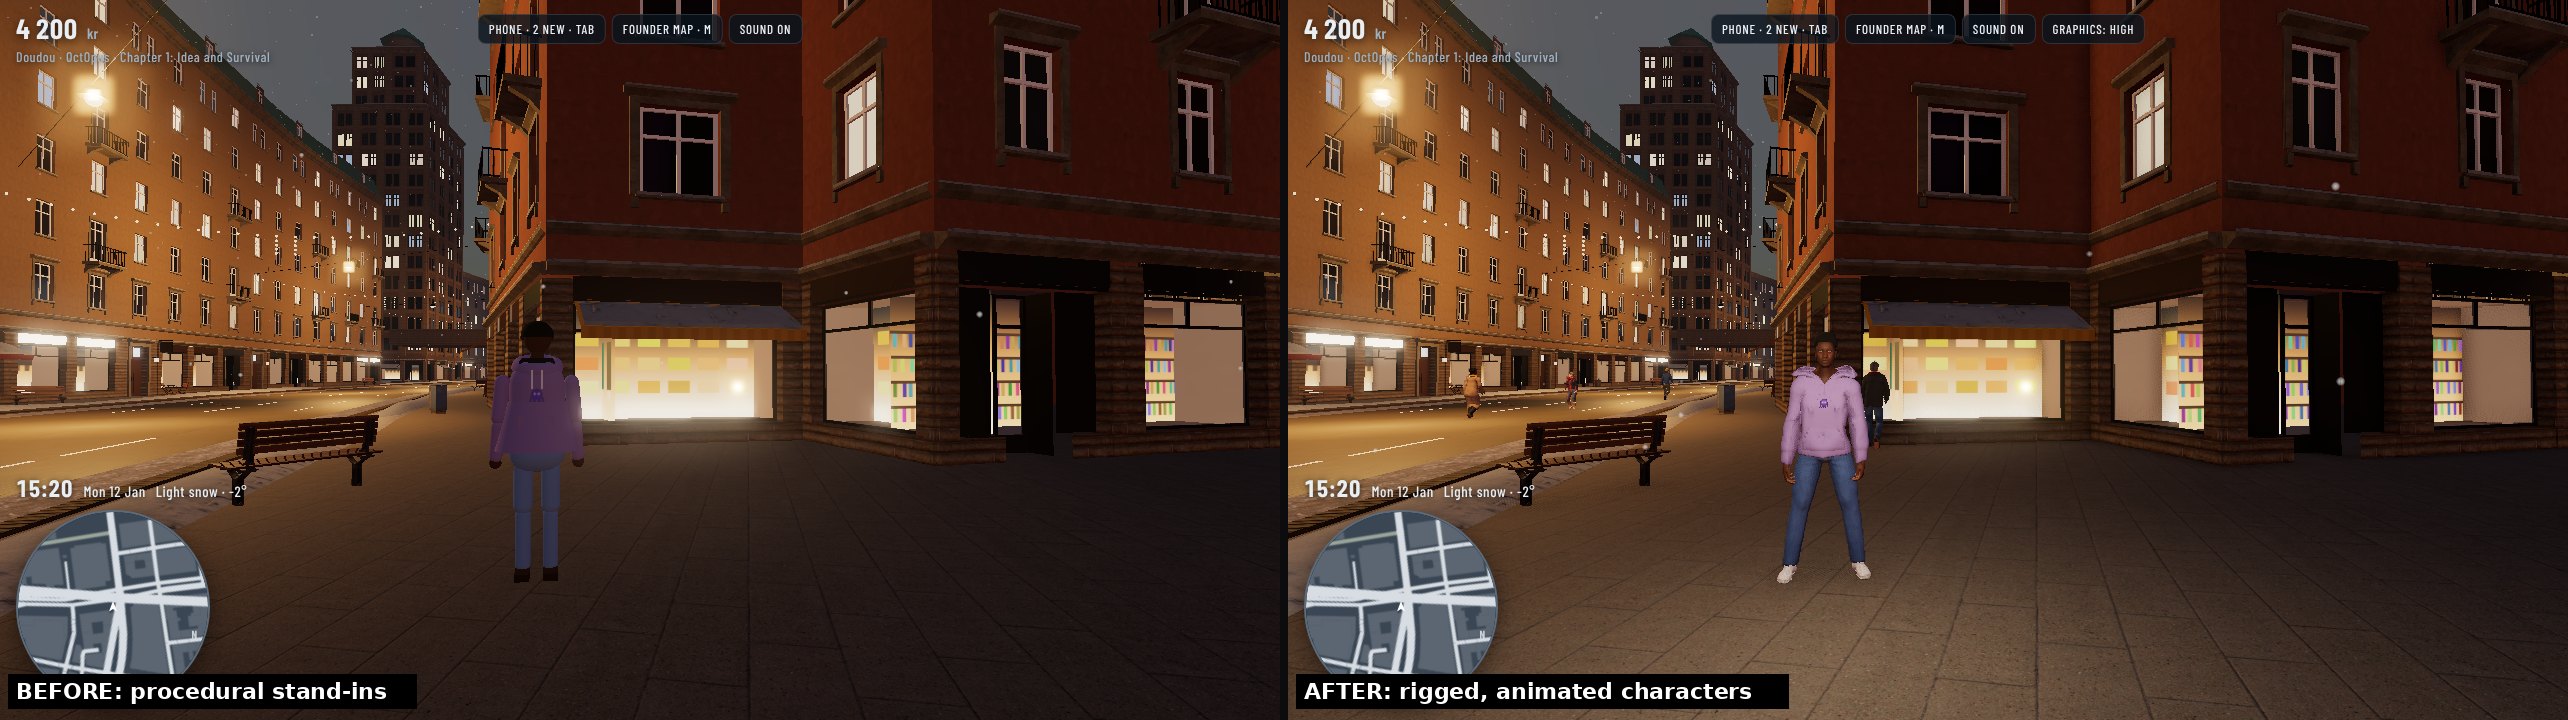 4 200 kr
PHONE · 2 NEW · TAB
FOUNDER MAP · M
SOUND ON
Doudou · OctOpus · Chapter 1: Idea and Survival
15:20 Mon 12 Jan Light snow · -2°
N
BEFORE: procedural stand-ins
4 200 kr
PHONE · 2 NEW · TAB
FOUNDER MAP · M
SOUND ON
GRAPHICS: HIGH
Doudou · OctOpus · Chapter 1: Idea and Survival
15:20 Mon 12 Jan Light snow · -2°
N
AFTER: rigged, animated characters